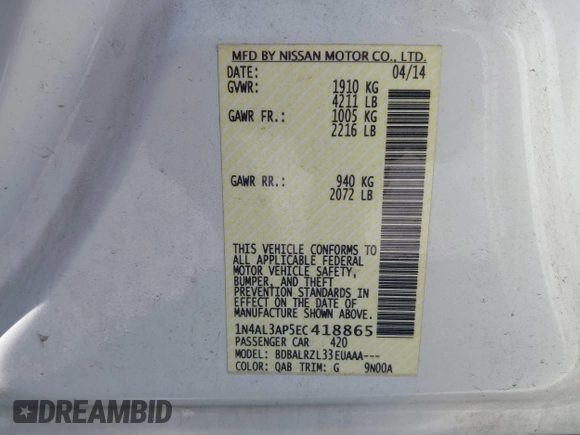 MFD BY NISSAN MOTOR CO., LTD.
DATE: 04/14
GVWR: 1910 KG
4211 LB
GAWR FR.: 1005 KG
2216 LB
GAWR RR.: 940 KG
2072 LB
THIS VEHICLE CONFORMS TO
ALL APPLICABLE FEDERAL
MOTOR VEHICLE SAFETY,
BUMPER, AND THEFT
PREVENTION STANDARDS IN
EFFECT ON THE DATE OF
MANUFACTURE SHOWN ABOVE.
1N4AL3AP5EC418865
PASSENGER CAR 420
MODEL: BDBALRZL33EUAAA---
COLOR: QAB TRIM: G 9N00A
DREAMBID